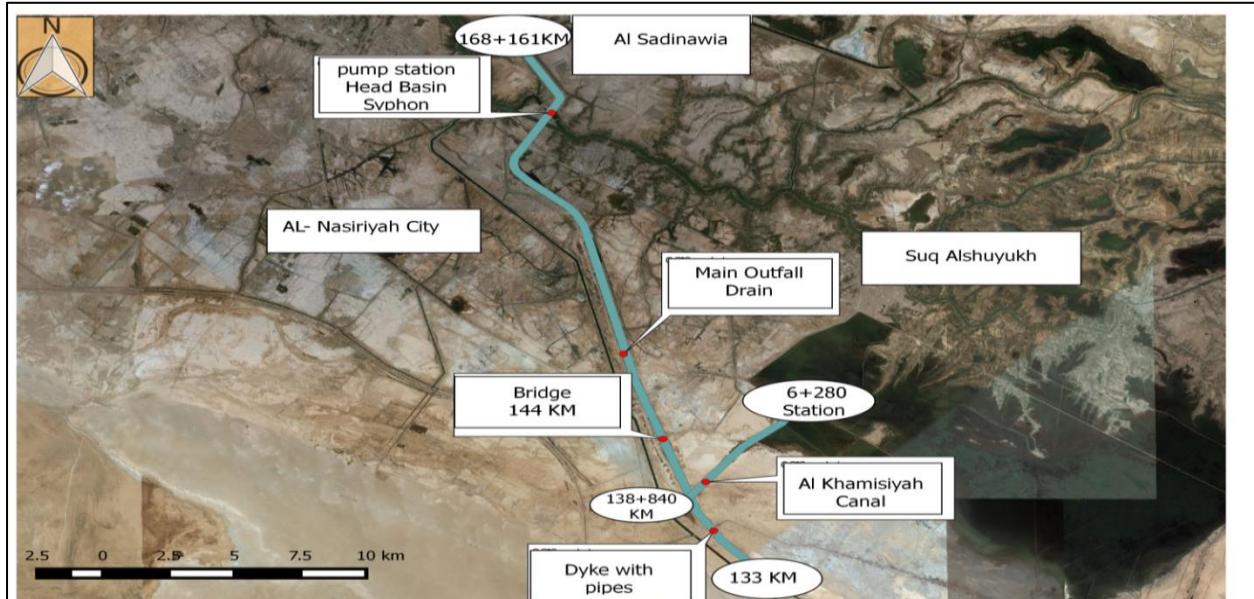 N
168+161KM
Al Sadinawia
pump station
Head Basin
Syphon
AL- Nasiriyah City
Suq Alshuyukh
Main Outfall
Drain
Bridge
144 KM
6+280
Station
Al Khamisiyah
Canal
138+840
KM
2.5 0 2.5 5 7.5 10 km
Dyke with
pipes
133 KM